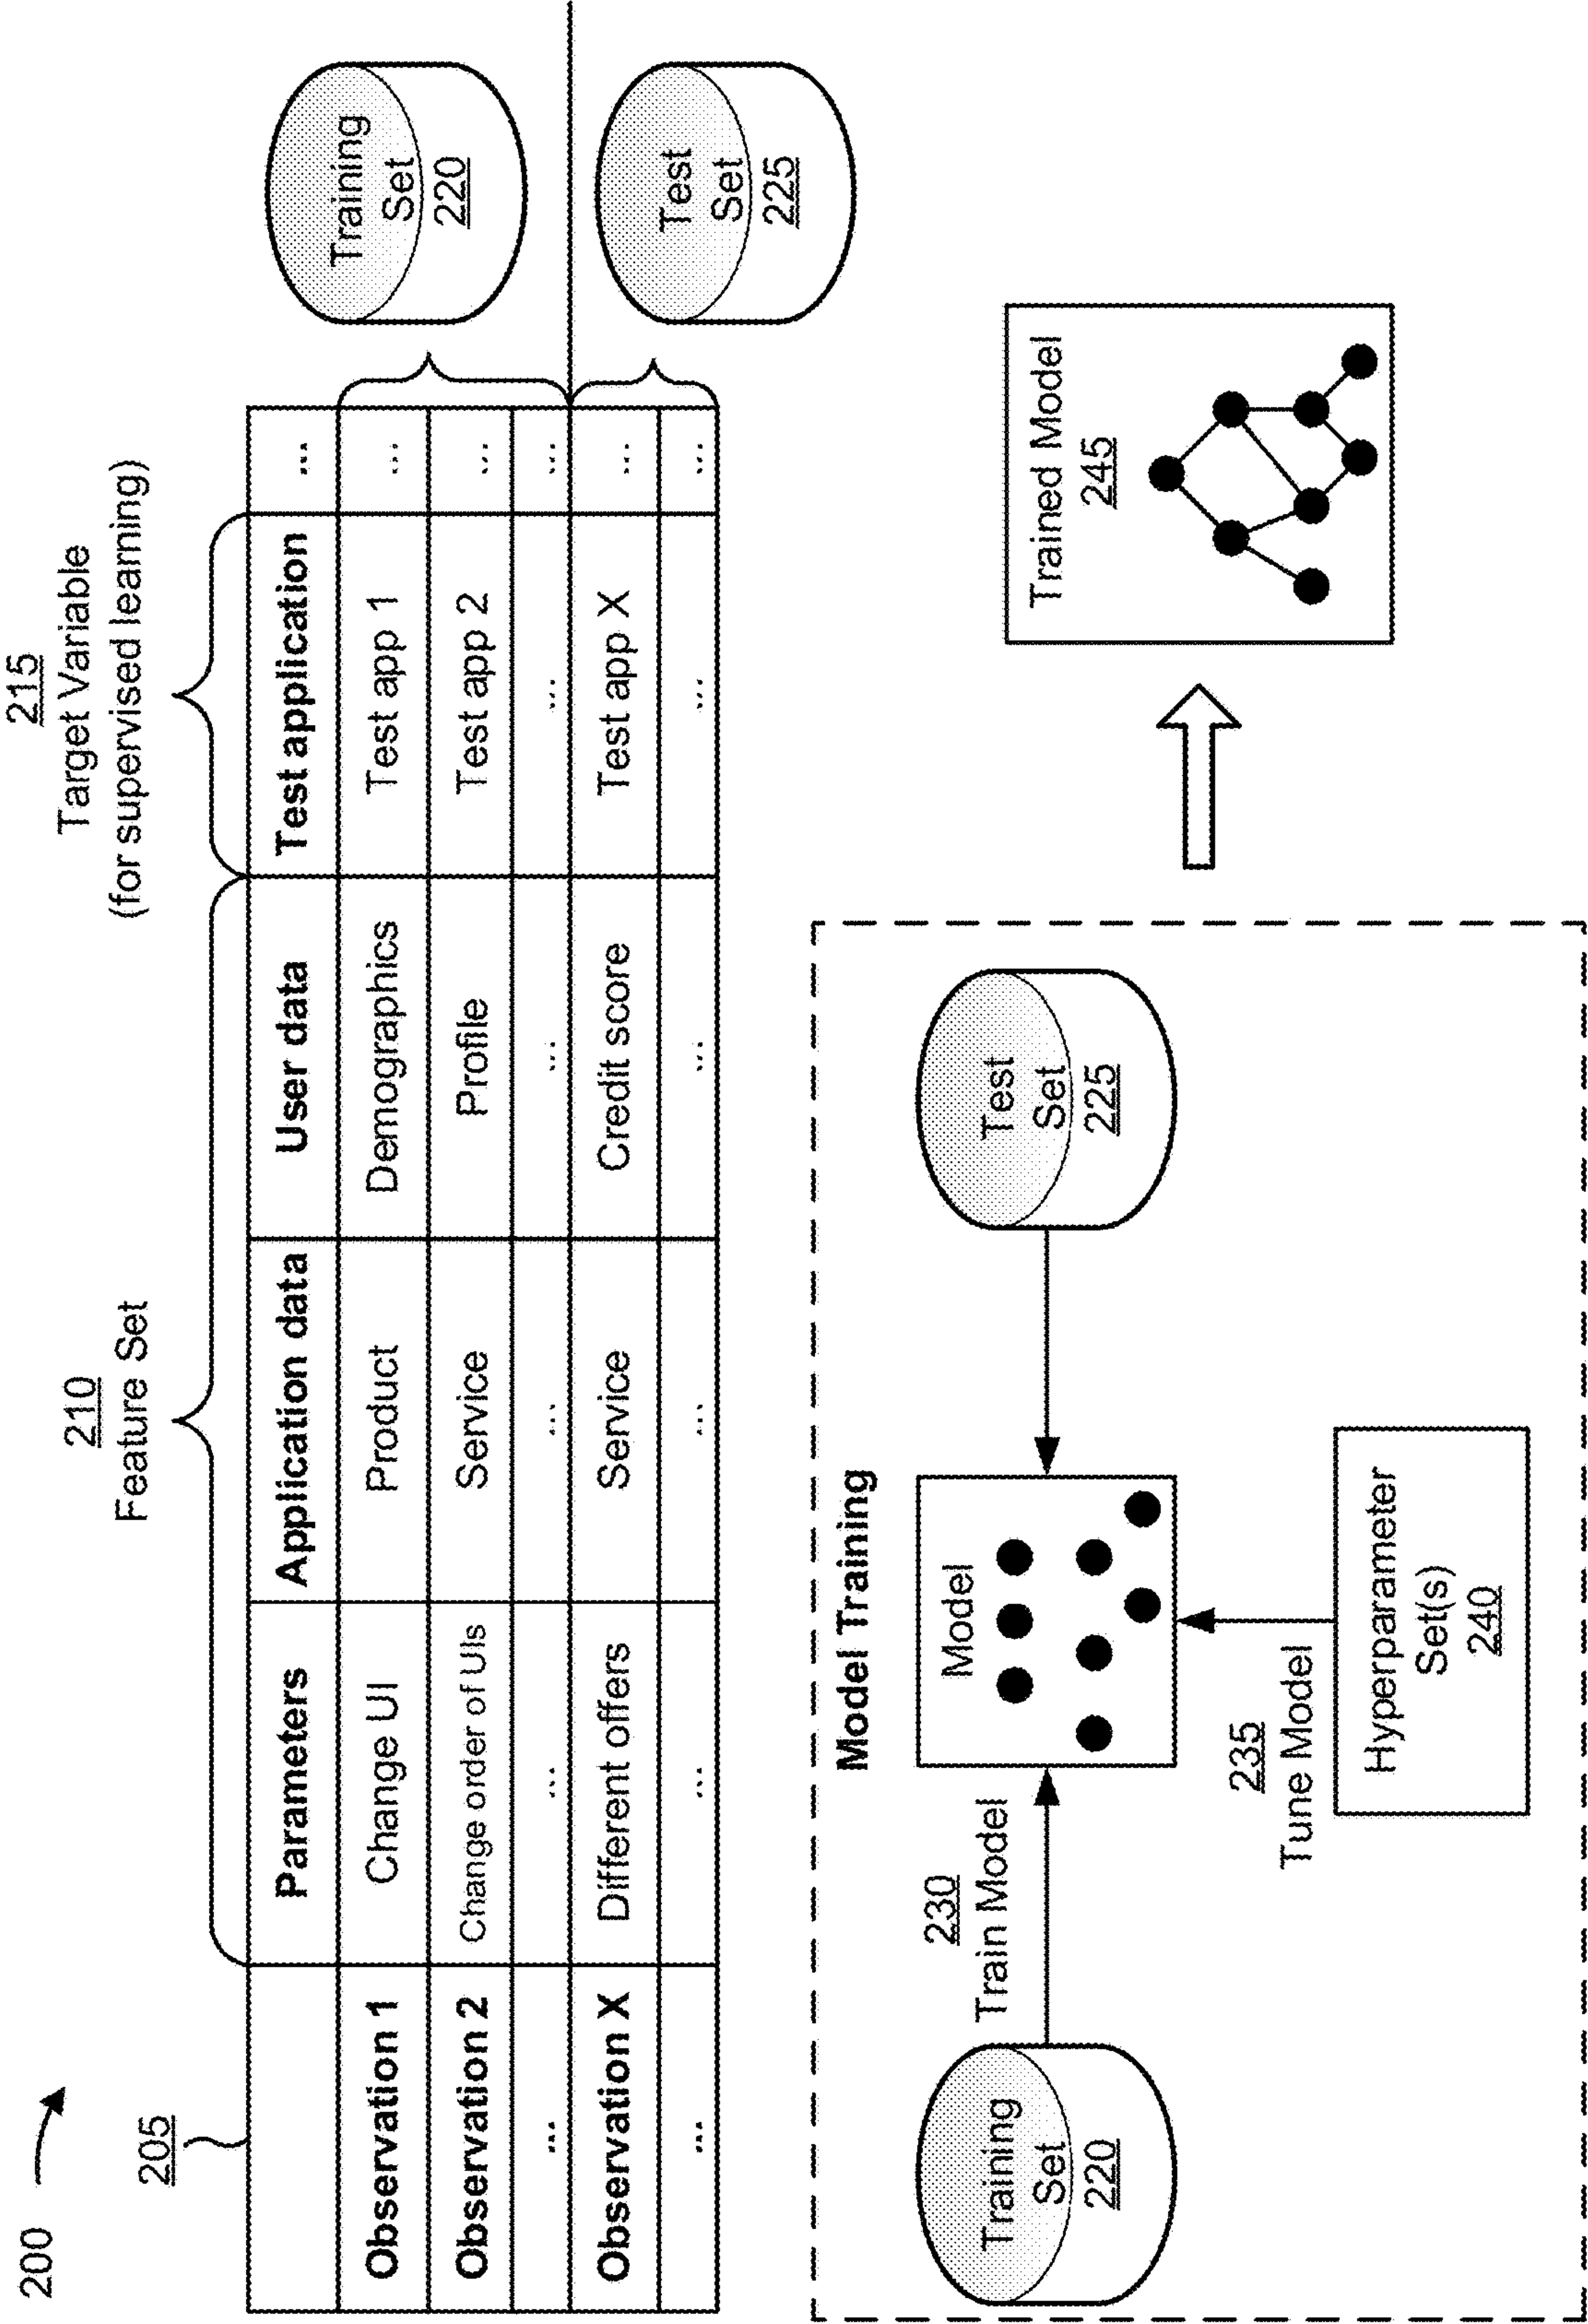 200
205
210
Feature Set
215
Target Variable
(for supervised learning)
Parameters Application data User data Test application ...
Observation 1 Change UI Product Demographics Test app 1 ...
Observation 2 Change order of UIs Service Profile Test app 2 ...
... ... ... ... ... ...
Observation X Different offers Service Credit score Test app X ...
... ... ... ... ... ...
Training
Set
220
Test
Set
225
Model Training
Training
Set
220
230
Train Model
Model
235
Tune Model
Hyperparameter
Set(s)
240
Test
Set
225
Trained Model
245